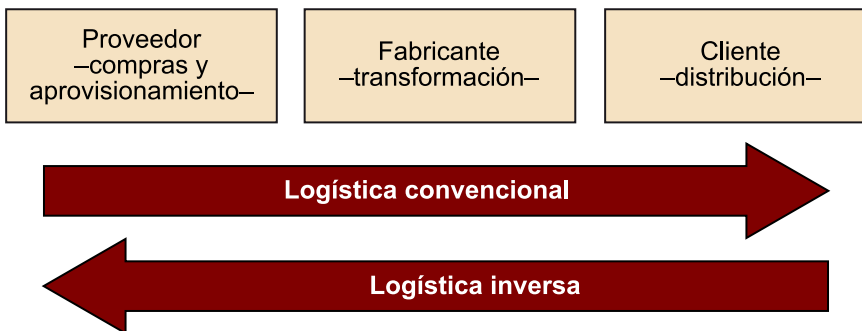 Proveedor
–compras y
aprovisionamiento–
Fabricante
–transformación–
Cliente
–distribución–
Logística convencional
Logística inversa